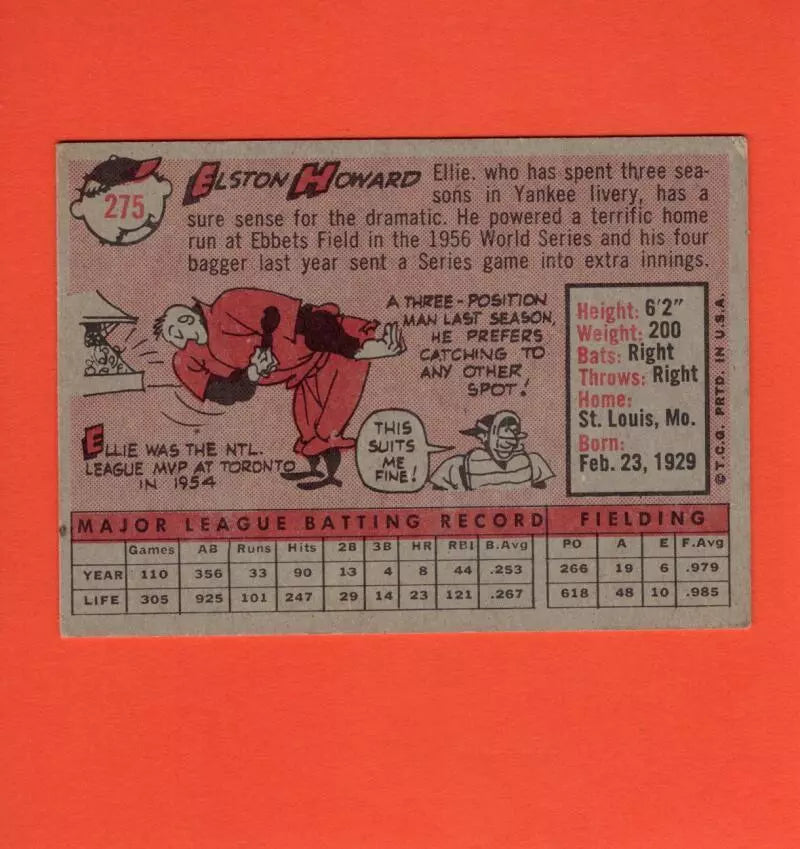 275
ELSTON HOWARD
Ellie. who has spent three sea-
sons in Yankee livery, has a
sure sense for the dramatic. He powered a terrific home
run at Ebbets Field in the 1956 World Series and his four
bagger last year sent a Series game into extra innings.
A THREE-POSITION
MAN LAST SEASON,
HE PREFERS
CATCHING TO
ANY OTHER
SPOT!
ELLIE WAS THE NTL.
LEAGUE MVP AT TORONTO
IN 1954
THIS
SUITS
ME
FINE!
Height: 6'2"
Weight: 200
Bats: Right
Throws: Right
Home:
St. Louis, Mo.
Born:
Feb. 23, 1929
© T.C.G. PRTD. IN U.S.A.
MAJOR LEAGUE BATTING RECORD FIELDING
Games AB Runs Hits 2B 3B HR RBI B.Avg PO A E F.Avg
YEAR 110 356 33 90 13 4 8 44 .253 266 19 6 .979
LIFE 305 925 101 247 29 14 23 121 .267 618 48 10 .985